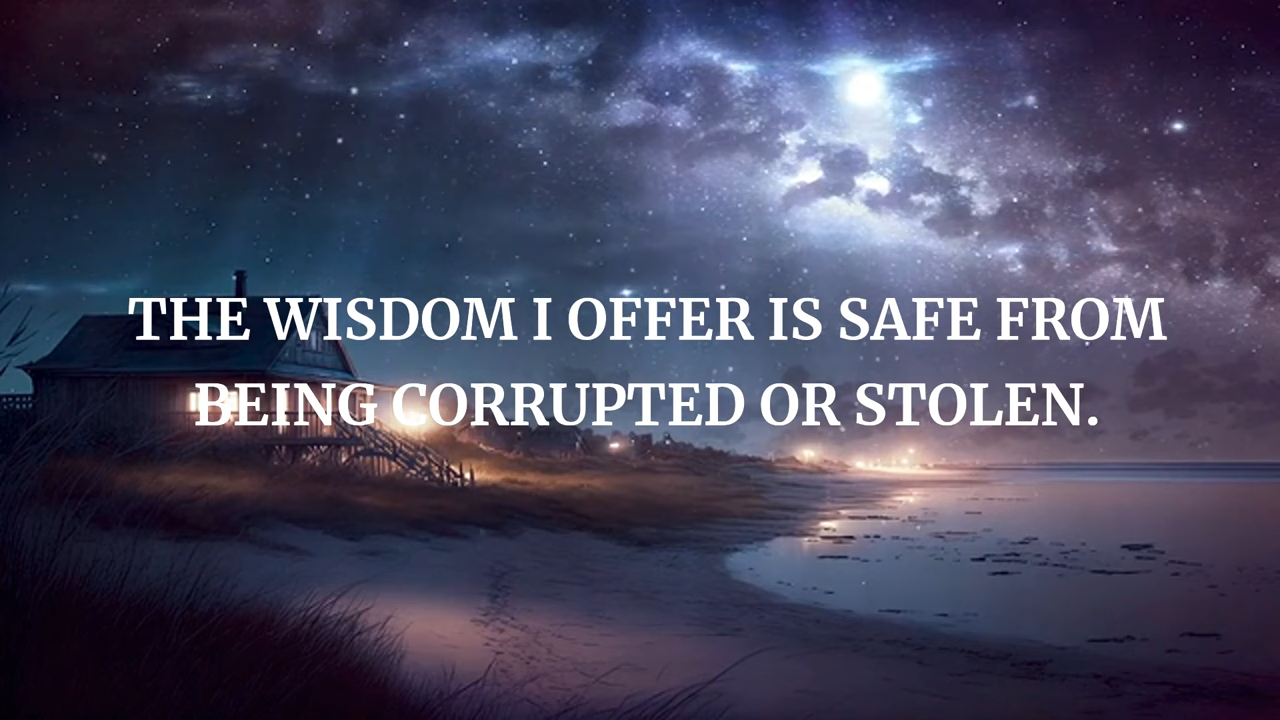 THE WISDOM I OFFER IS SAFE FROM
BEING CORRUPTED OR STOLEN.